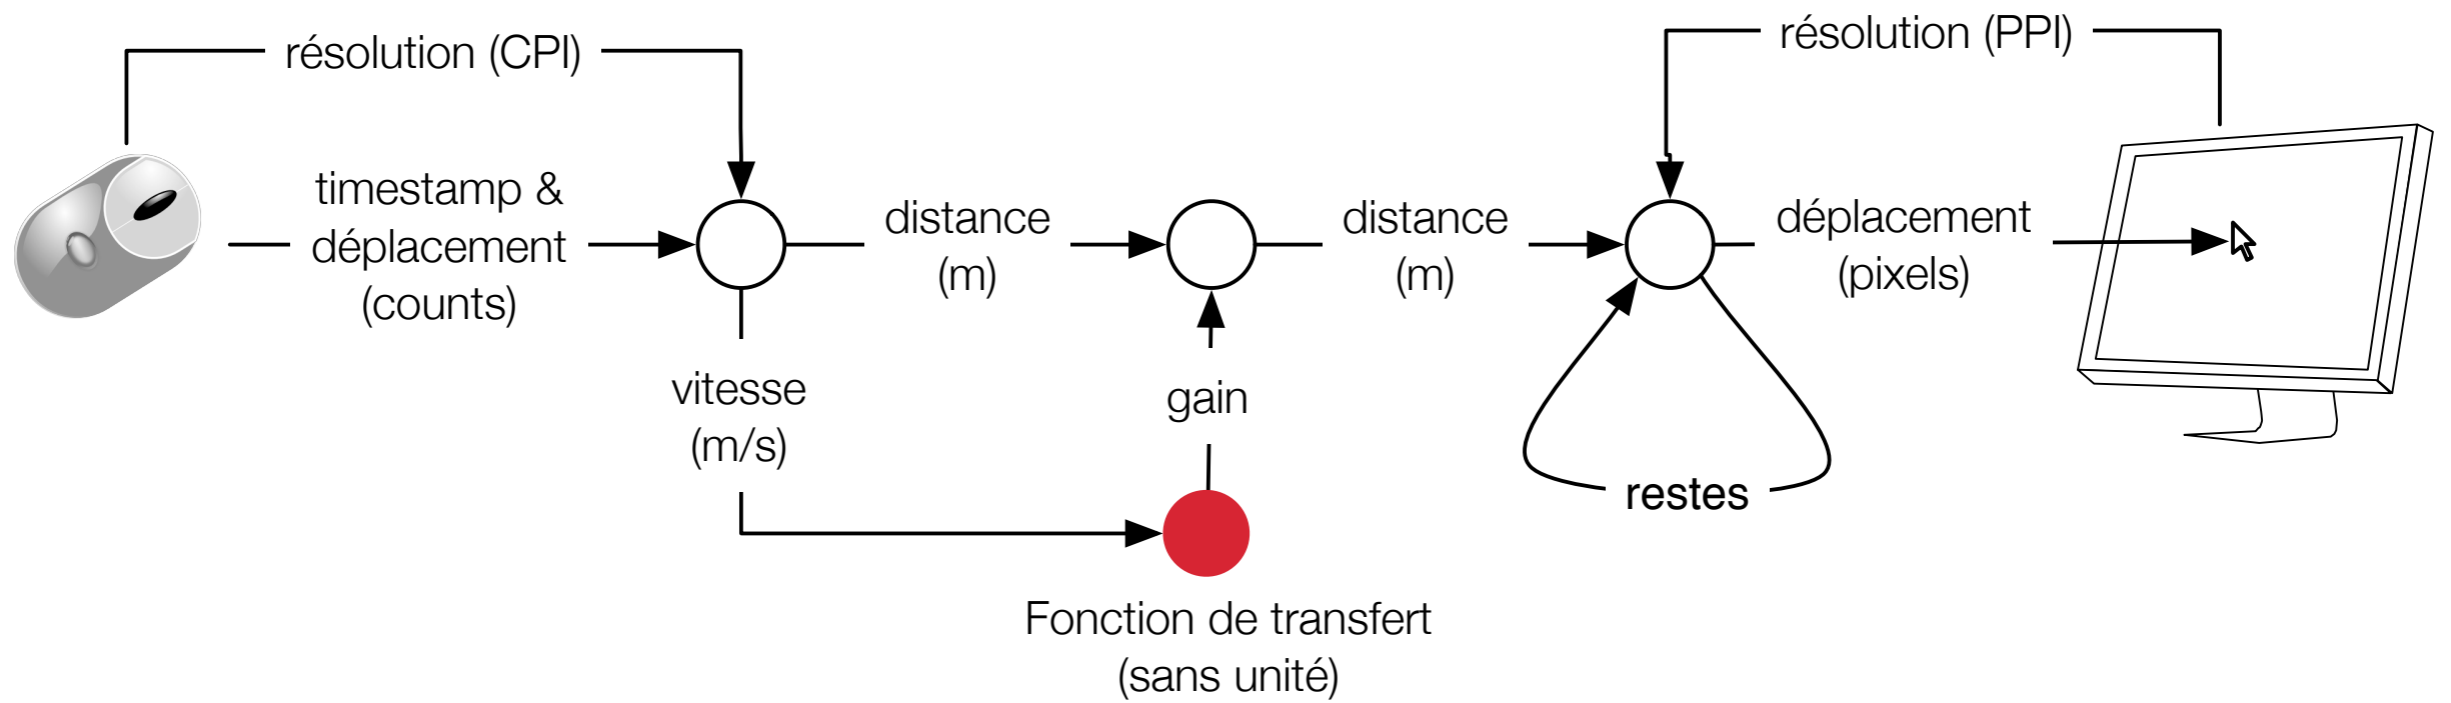 résolution (CPI)
résolution (PPI)
timestamp &
déplacement
(counts)
distance
(m)
distance
(m)
déplacement
(pixels)
vitesse
(m/s)
gain
restes
Fonction de transfert
(sans unité)